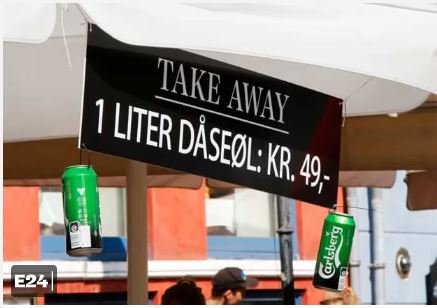 TAKE AWAY
1 LITER DÅSEØL: KR. 49,-
Carlsberg
E24